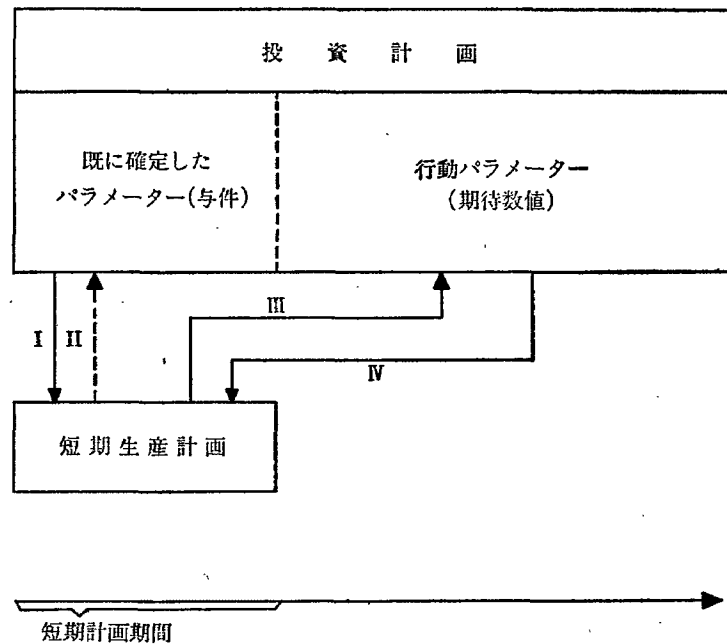 投資計画
既に確定した
パラメーター(与件)
行動パラメーター
(期待数値)
I
II
III
IV
短期生産計画
短期計画期間